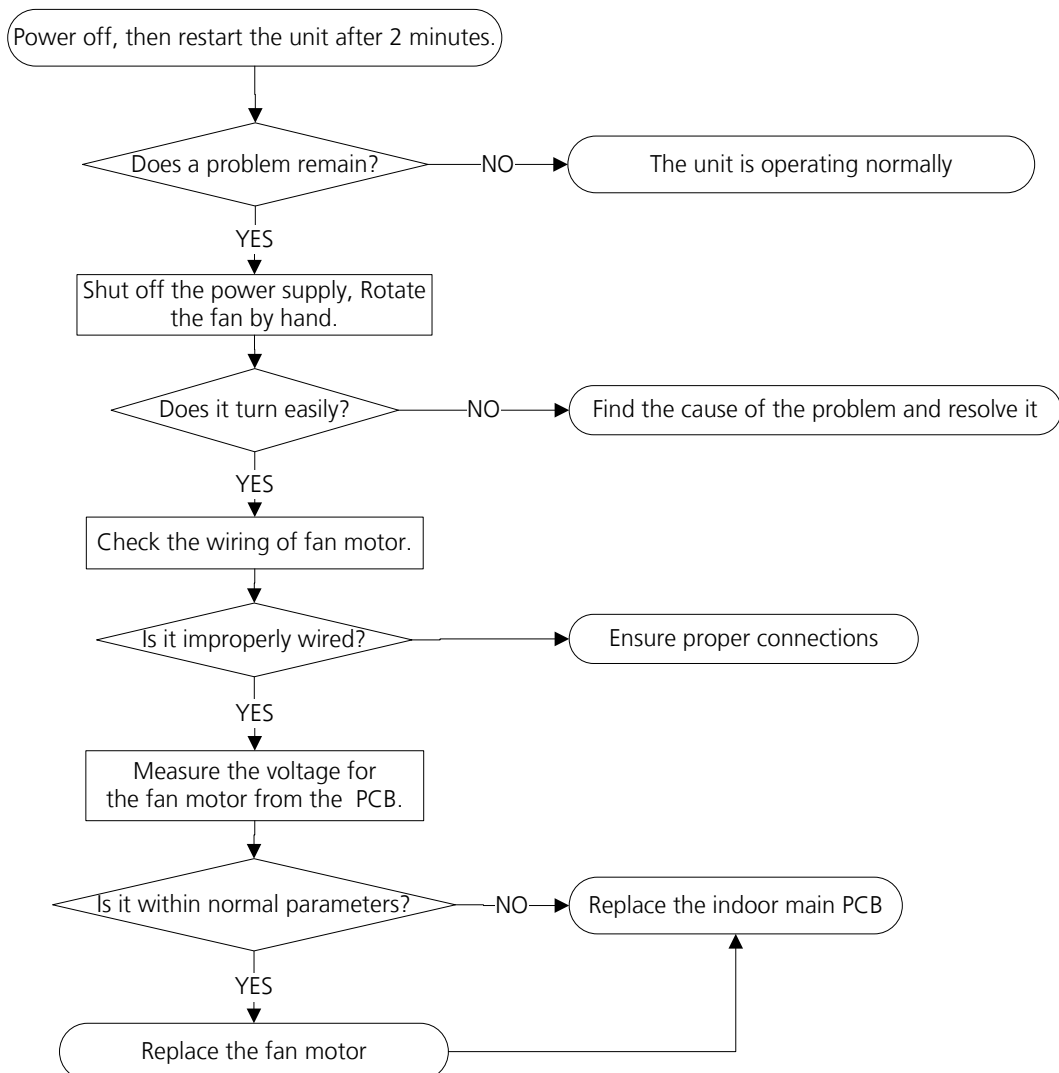 Power off, then restart the unit after 2 minutes.
Does a problem remain?
NO
The unit is operating normally
YES
Shut off the power supply, Rotate
the fan by hand.
Does it turn easily?
NO
Find the cause of the problem and resolve it
YES
Check the wiring of fan motor.
Is it improperly wired?
Ensure proper connections
YES
Measure the voltage for
the fan motor from the PCB.
Is it within normal parameters?
NO
Replace the indoor main PCB
YES
Replace the fan motor